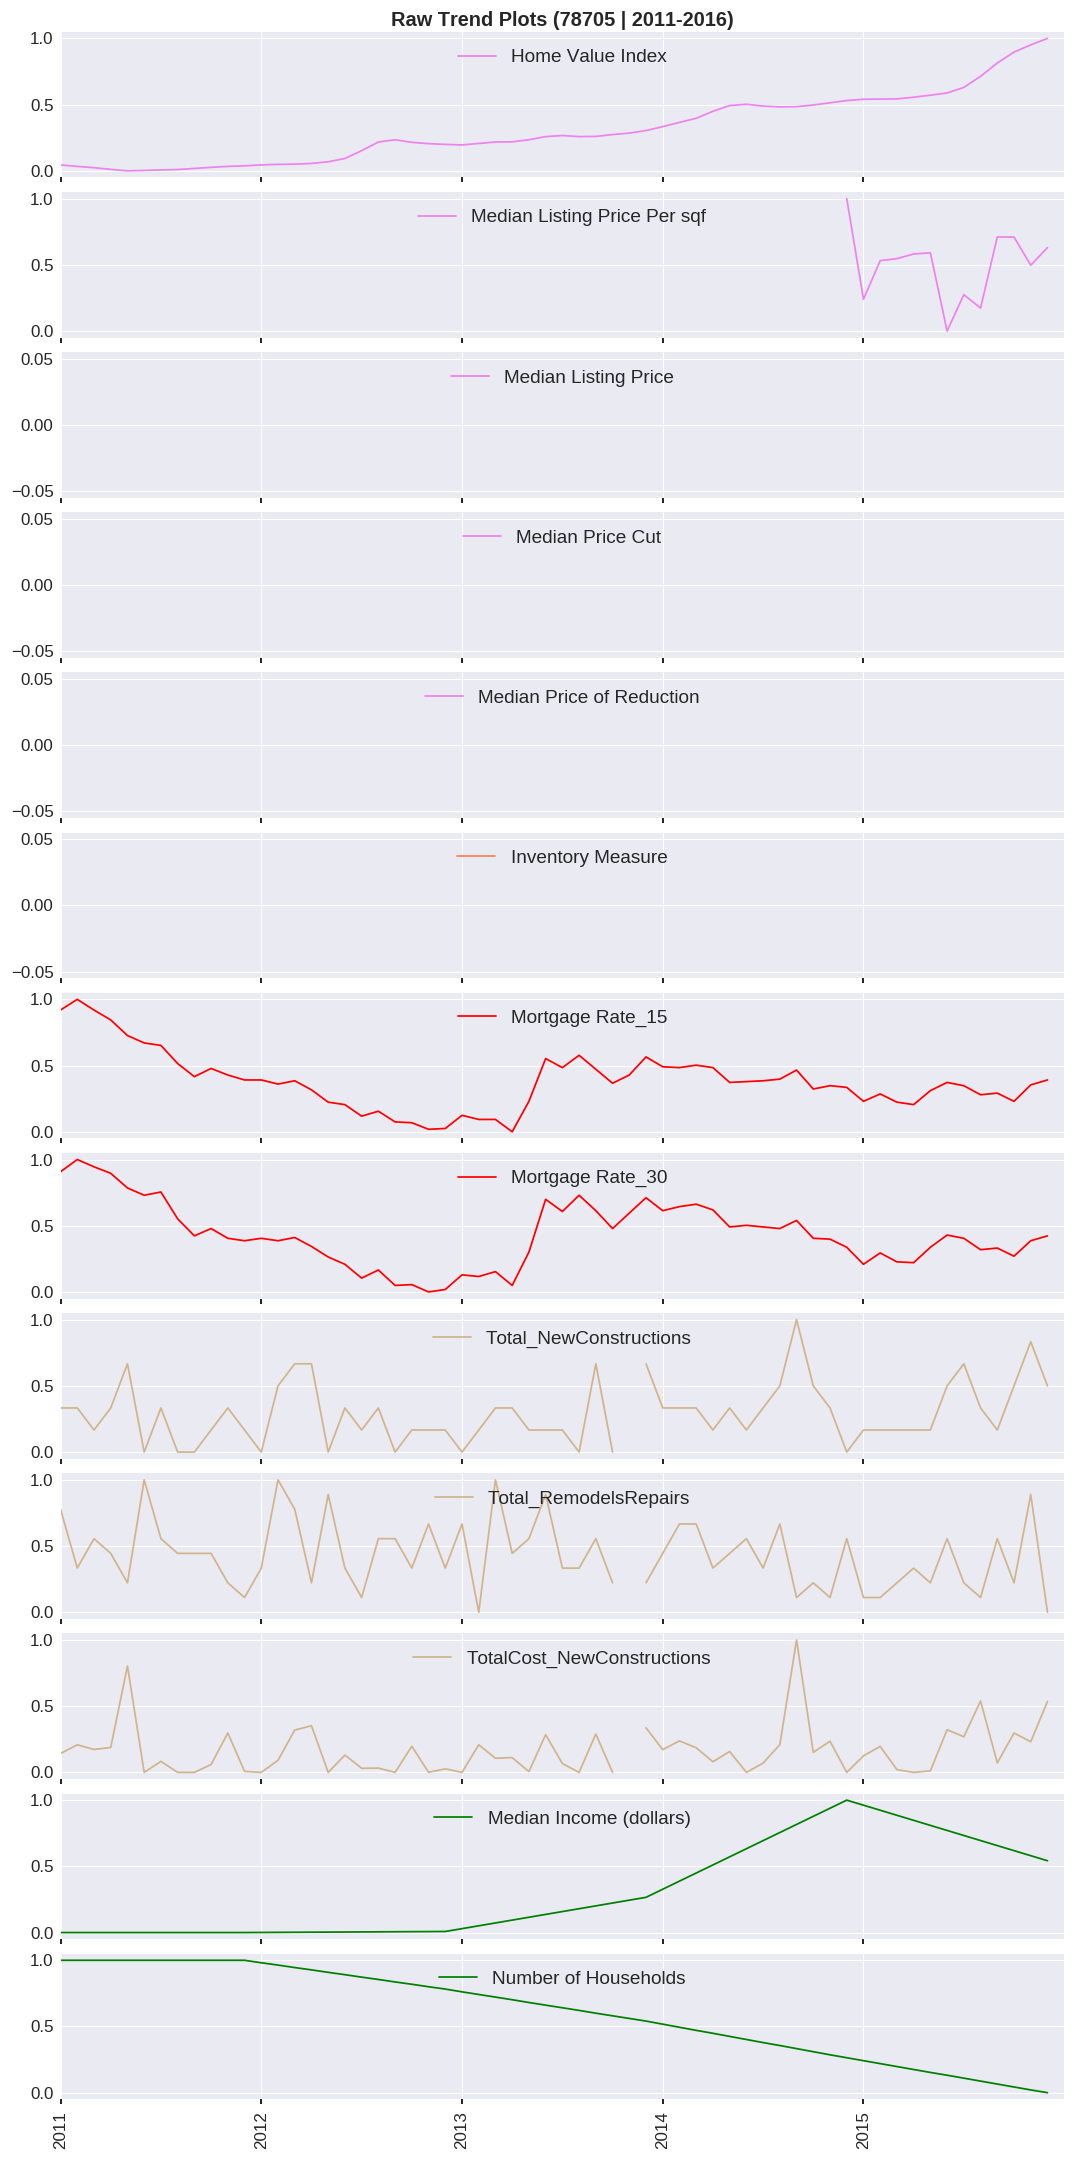 Raw Trend Plots (78705 | 2011-2016)
1.0
Home Value Index
0.5
0.0
1.0
Median Listing Price Per sqf
0.5
0.0
0.05
Median Listing Price
0.00
−0.05
0.05
Median Price Cut
0.00
−0.05
0.05
Median Price of Reduction
0.00
−0.05
0.05
Inventory Measure
0.00
−0.05
1.0
Mortgage Rate_15
0.5
0.0
1.0
Mortgage Rate_30
0.5
0.0
1.0
Total_NewConstructions
0.5
0.0
1.0
Total_RemodelsRepairs
0.5
0.0
1.0
TotalCost_NewConstructions
0.5
0.0
1.0
Median Income (dollars)
0.5
0.0
1.0
Number of Households
0.5
0.0
2011 2012 2013 2014 2015